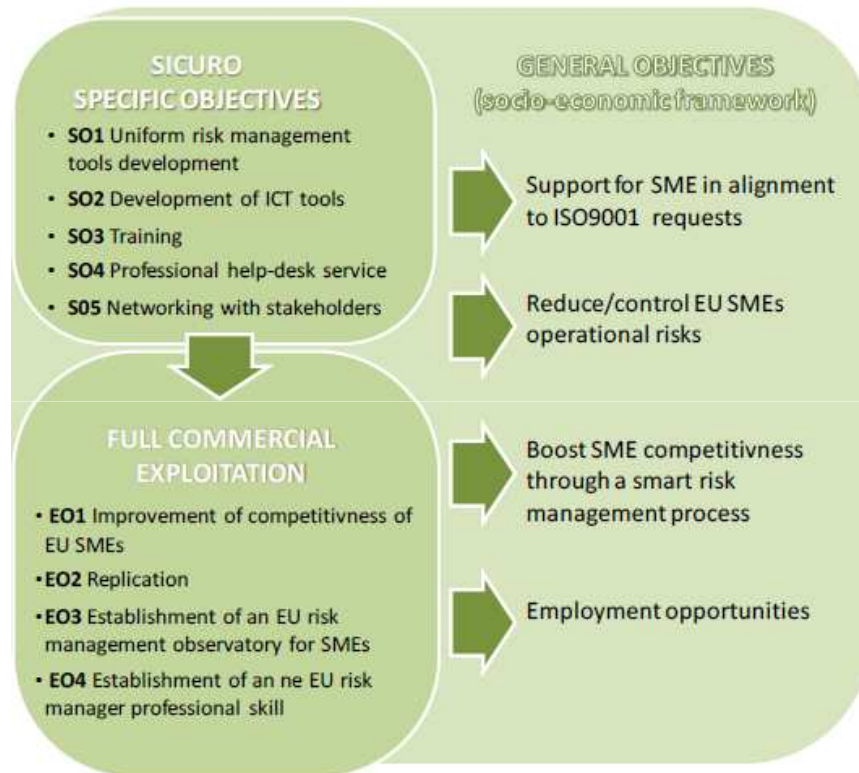 SICURO
SPECIFIC OBJECTIVES
• SO1 Uniform risk management
tools development
• SO2 Development of ICT tools
• SO3 Training
• SO4 Professional help-desk service
• S05 Networking with stakeholders
FULL COMMERCIAL
EXPLOITATION
• EO1 Improvement of competitivness of
EU SMEs
•EO2 Replication
•EO3 Establishment of an EU risk
management observatory for SMEs
• EO4 Establishment of an ne EU risk
manager professional skill
GENERAL OBJECTIVES
(socio-economic framework)
Support for SME in alignment
to ISO9001 requests
Reduce/control EU SMEs
operational risks
Boost SME competitivness
through a smart risk
management process
Employment opportunities